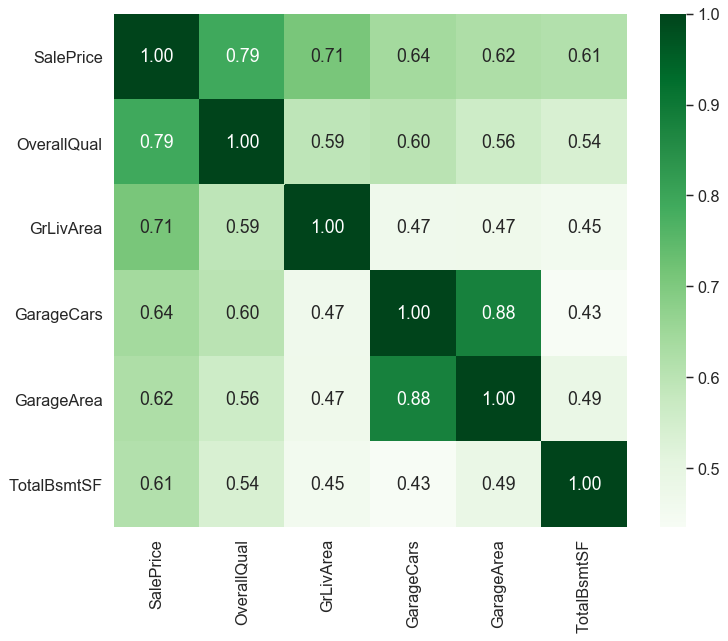 SalePrice 1.00 0.79 0.71 0.64 0.62 0.61
OverallQual 0.79 1.00 0.59 0.60 0.56 0.54
GrLivArea 0.71 0.59 1.00 0.47 0.47 0.45
GarageCars 0.64 0.60 0.47 1.00 0.88 0.43
GarageArea 0.62 0.56 0.47 0.88 1.00 0.49
TotalBsmtSF 0.61 0.54 0.45 0.43 0.49 1.00
SalePrice
OverallQual
GrLivArea
GarageCars
GarageArea
TotalBsmtSF
1.0
0.9
0.8
0.7
0.6
0.5